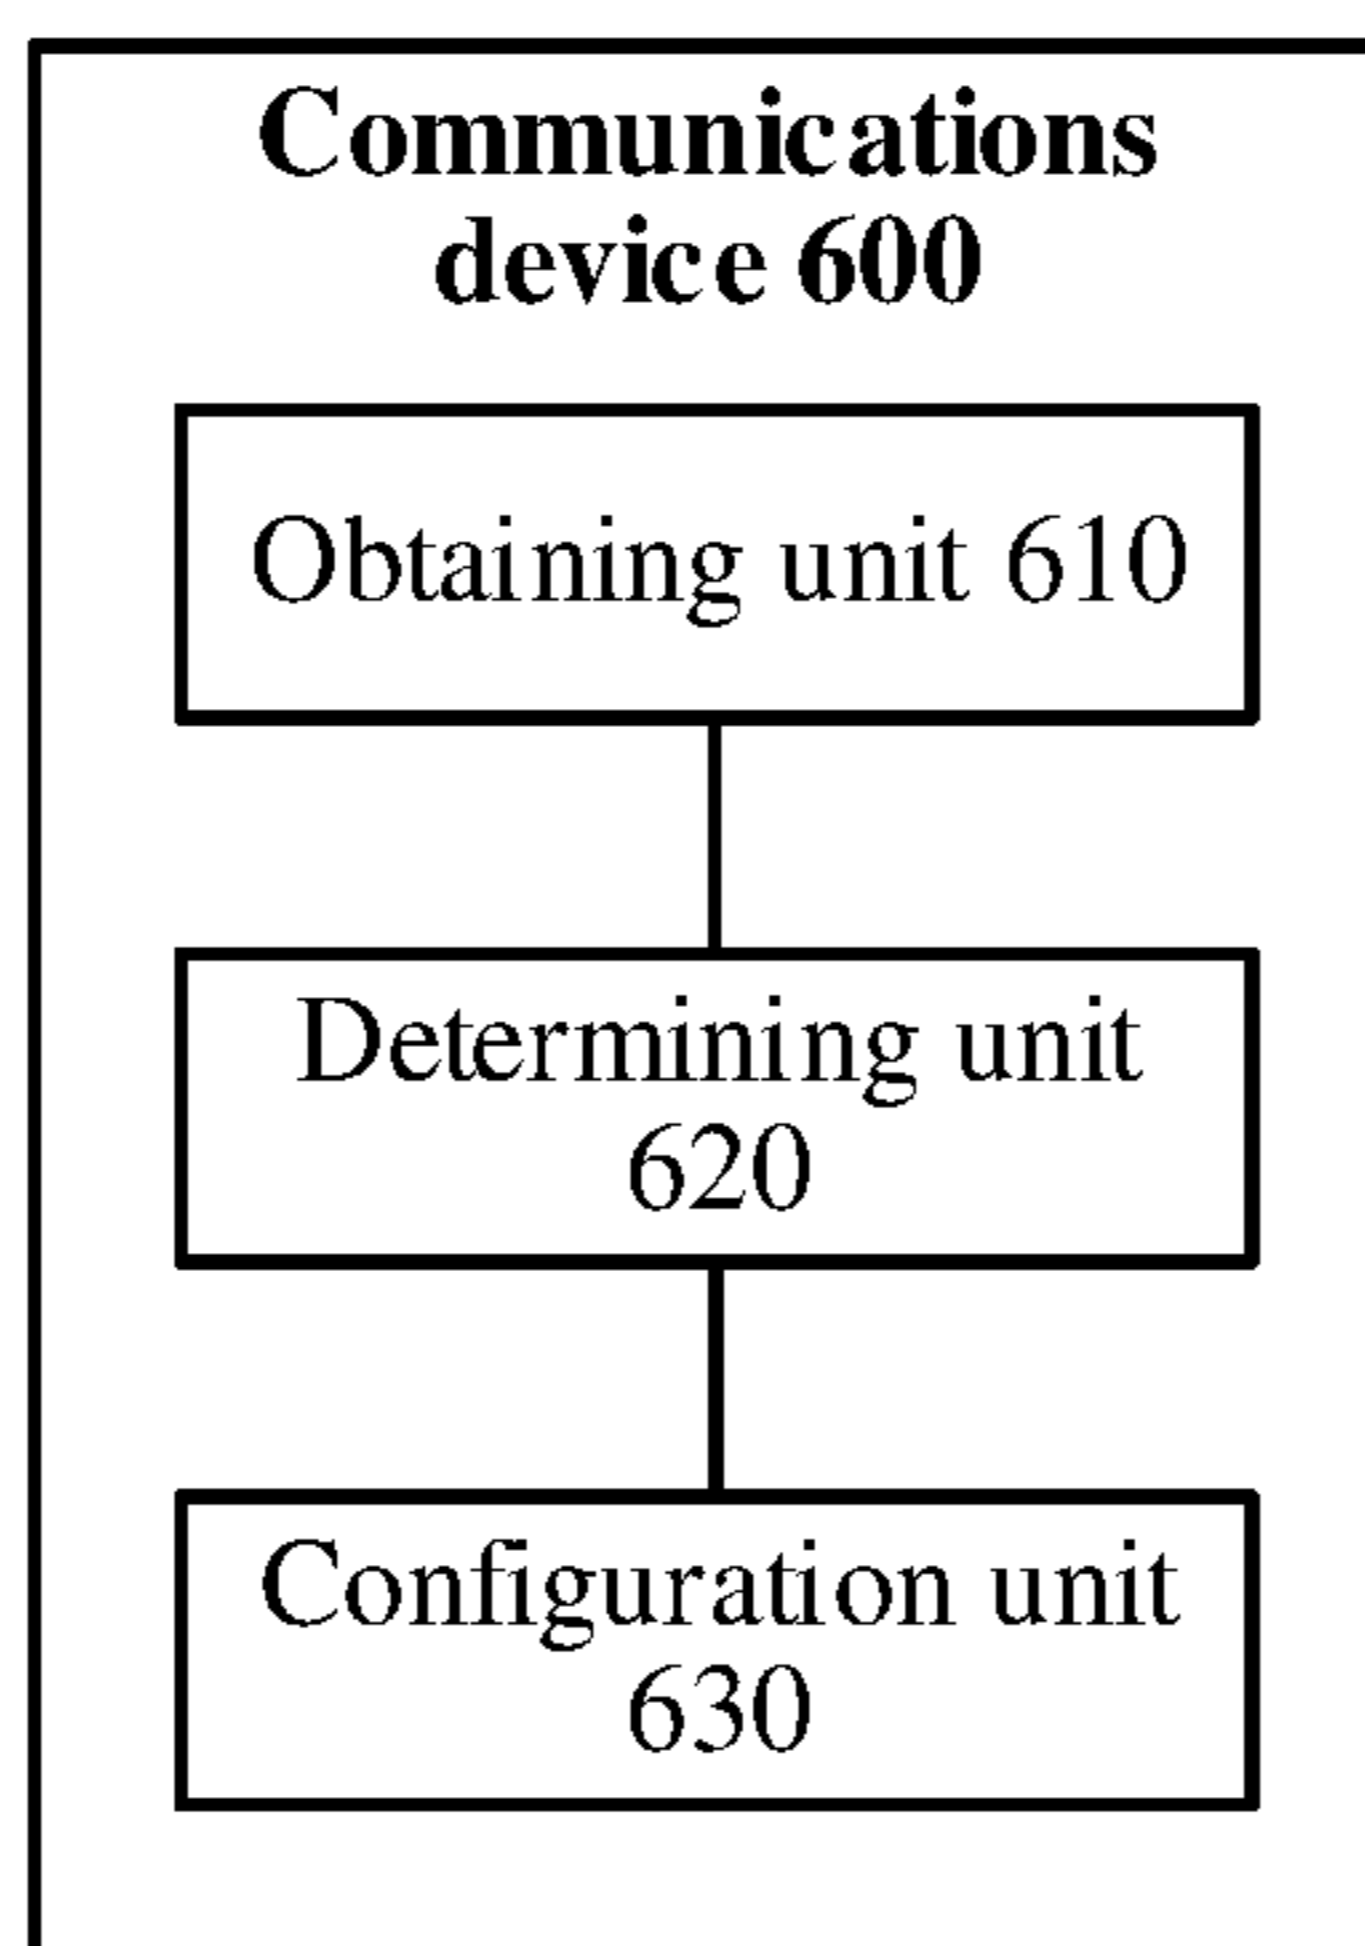 Communications
device 600
Obtaining unit 610
Determining unit
620
Configuration unit
630